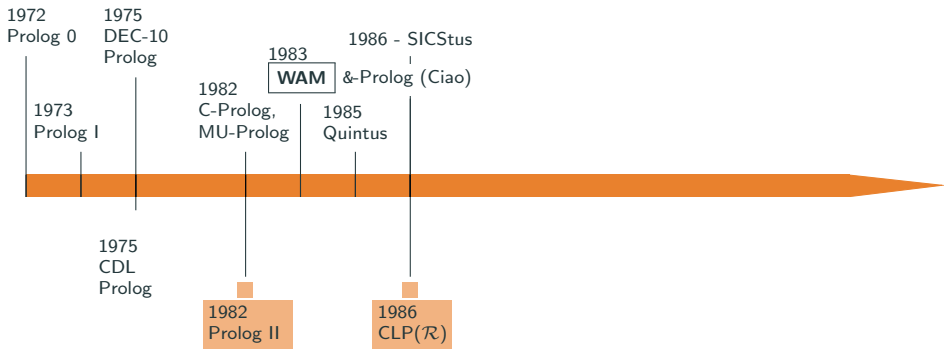 1972
Prolog 0
1973
Prolog I
1975
DEC-10
Prolog
1975
CDL
Prolog
1982
C-Prolog,
MU-Prolog
1982
Prolog II
1983
WAM
1985
Quintus
1986 - SICStus
&-Prolog (Ciao)
1986
CLP(ℛ)